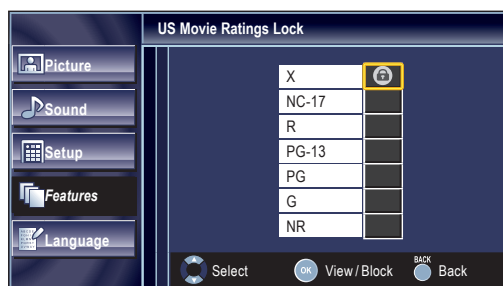 US Movie Ratings Lock
Picture
Sound
Setup
Features
Language
X
NC-17
R
PG-13
PG
G
NR
Select
OK
View / Block
BACK
Back